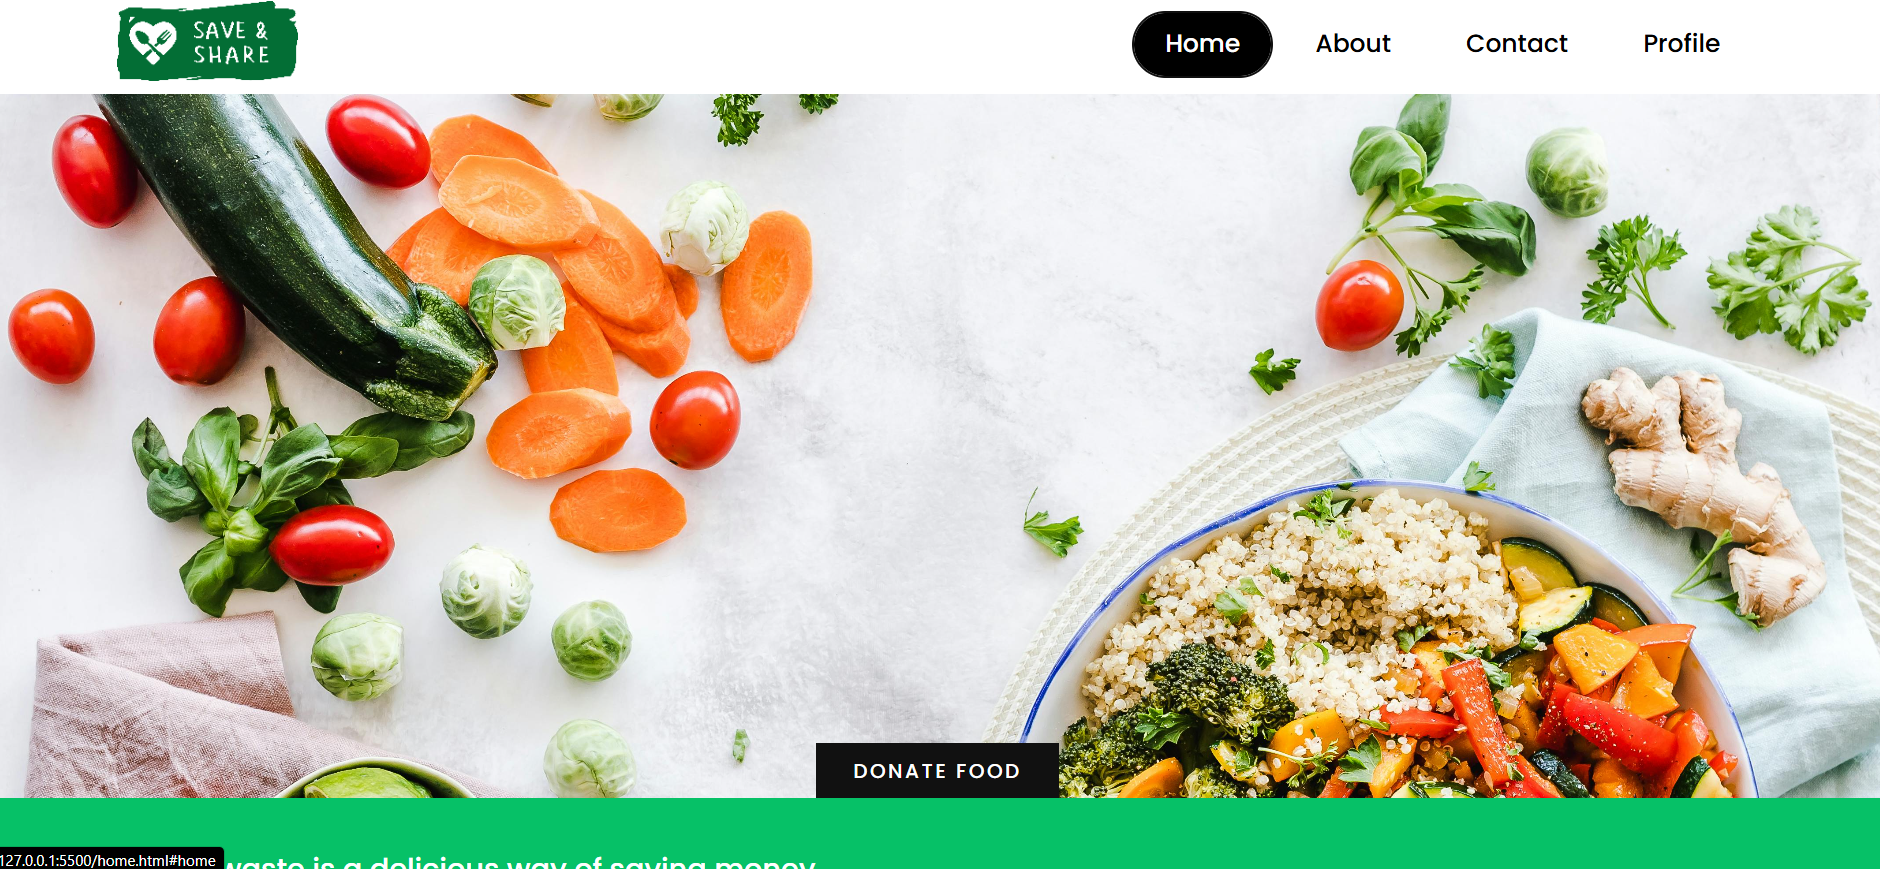 SAVE &
SHARE
Home About Contact Profile
DONATE FOOD
waste is a delicious way of saving money
127.0.0.1:5500/home.html#home